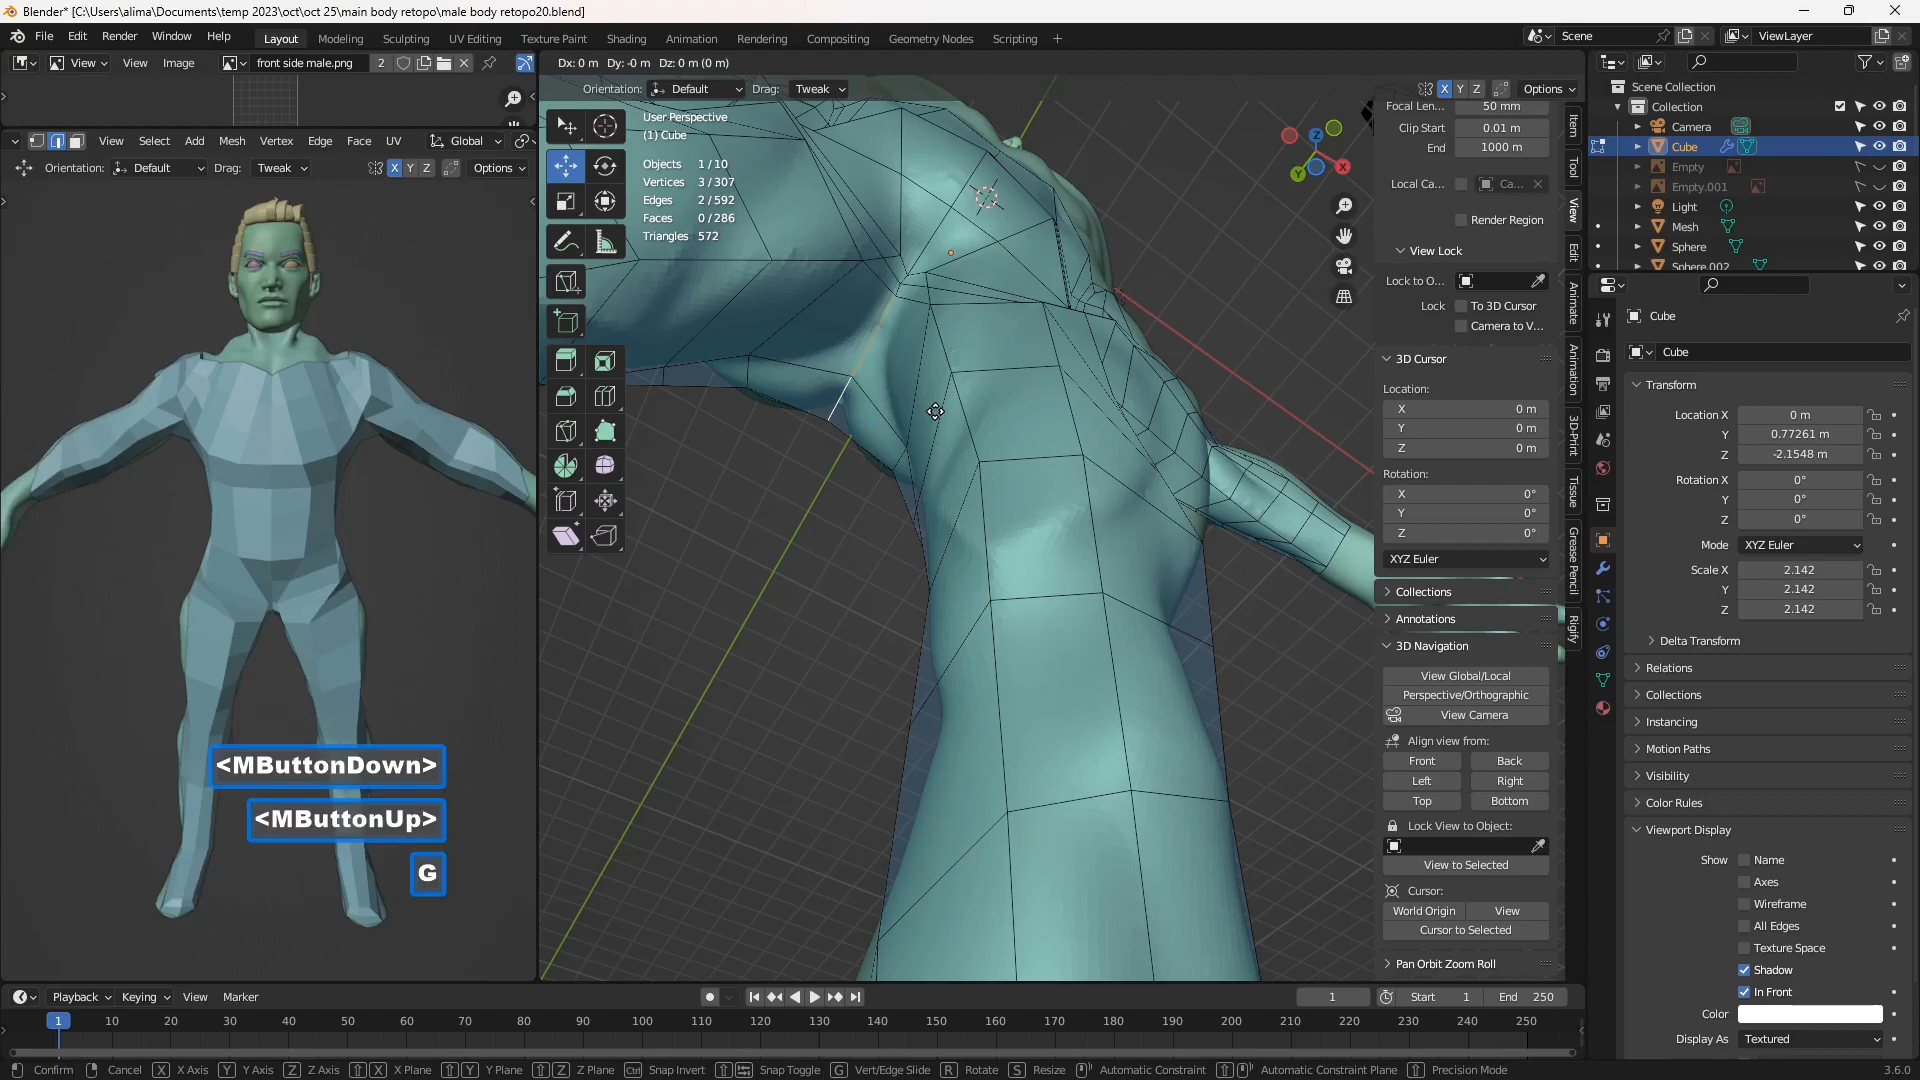 Blender* [C:\Users\alima\Documents\temp 2023\oct\oct 25\main body retopo\male body retopo20.blend]
File Edit Render Window Help Layout Modeling Sculpting UV Editing Texture Paint Shading Animation Rendering Compositing Geometry Nodes Scripting + Scene ViewLayer
View View Image front side male.png 2
Dx: 0 m Dy: -0 m Dz: 0 m (0 m)
Orientation: Default Drag: Tweak X Y Z Options
View Select Add Mesh Vertex Edge Face UV Global
Orientation: Default Drag: Tweak X Y Z Options
User Perspective
(1) Cube
Objects 1/10
Vertices 3/307
Edges 2/592
Faces 0/286
Triangles 572
Z
X
Y
<MButtonDown>
<MButtonUp>
G
Focal Len... 50 mm
Clip Start 0.01 m
End 1000 m
Local Ca... Ca...
Render Region
View Lock
Lock to O...
Lock To 3D Cursor
Camera to V...
3D Cursor
Location:
X 0 m
Y 0 m
Z 0 m
Rotation:
X 0°
Y 0°
Z 0°
XYZ Euler
Collections
Annotations
3D Navigation
View Global/Local
Perspective/Orthographic
View Camera
Align view from:
Front Back
Left Right
Top Bottom
Lock View to Object:
View to Selected
Cursor:
World Origin View
Cursor to Selected
Pan Orbit Zoom Roll
Item
Tool
View
Edit
Animate
Animation
3D-Print
Tissue
Grease Pencil
Rigify
Scene Collection
Collection
Camera
Cube
Empty
Empty.001
Light
Mesh
Sphere
Sphere.002
Cube
Cube
Transform
Location X 0 m
Y 0.77261 m
Z -2.1548 m
Rotation X 0°
Y 0°
Z 0°
Mode XYZ Euler
Scale X 2.142
Y 2.142
Z 2.142
Delta Transform
Relations
Collections
Instancing
Motion Paths
Visibility
Color Rules
Viewport Display
Show Name
Axes
Wireframe
All Edges
Texture Space
Shadow
In Front
Color
Display As Textured
Playback Keying View Marker 1 Start 1 End 250
1 10 20 30 40 50 60 70 80 90 100 110 120 130 140 150 160 170 180 190 200 210 220 230 240 250
Confirm Cancel X X Axis Y Y Axis Z Z Axis X X Plane Y Y Plane Z Z Plane Ctrl Snap Invert Snap Toggle G Vert/Edge Slide R Rotate S Resize Automatic Constraint Automatic Constraint Plane Precision Mode 3.6.0